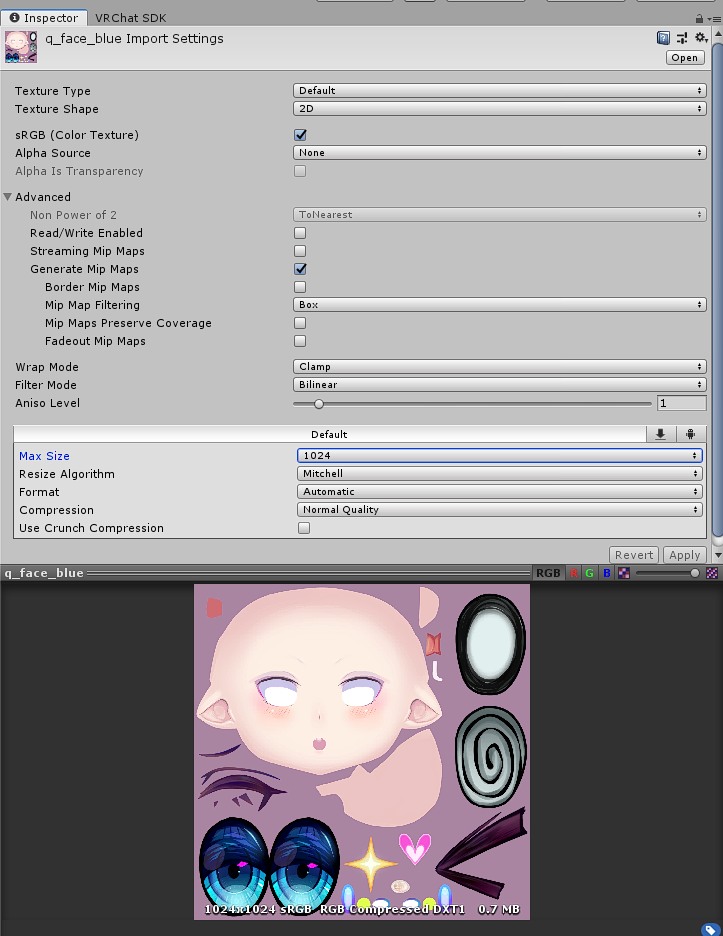 Inspector VRChat SDK
q_face_blue Import Settings
Open
Texture Type Default
Texture Shape 2D
sRGB (Color Texture)
Alpha Source None
Alpha Is Transparency
Advanced
Non Power of 2 ToNearest
Read/Write Enabled
Streaming Mip Maps
Generate Mip Maps
Border Mip Maps
Mip Map Filtering Box
Mip Maps Preserve Coverage
Fadeout Mip Maps
Wrap Mode Clamp
Filter Mode Bilinear
Aniso Level 1
Default
Max Size 1024
Resize Algorithm Mitchell
Format Automatic
Compression Normal Quality
Use Crunch Compression
Revert Apply
q_face_blue RGB R G B
1024x1024 sRGB RGB Compressed DXT1 0.7 MB